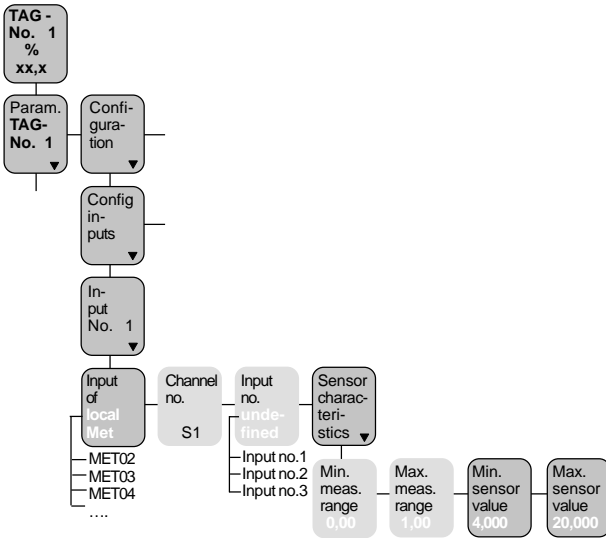 TAG -
No. 1
%
xx,x
Param.
TAG-
No. 1
Confi-
gura-
tion
Config
in-
puts
In-
put
No. 1
Input
of
local
Met
MET02
MET03
MET04
....
Channel
no.
S1
Input
no.
unde-
fined
Input no.1
Input no.2
Input no.3
Sensor
charac-
teri-
stics
Min.
meas.
range
0,00
Max.
meas.
range
1,00
Min.
sensor
value
4,000
Max.
sensor
value
20,000